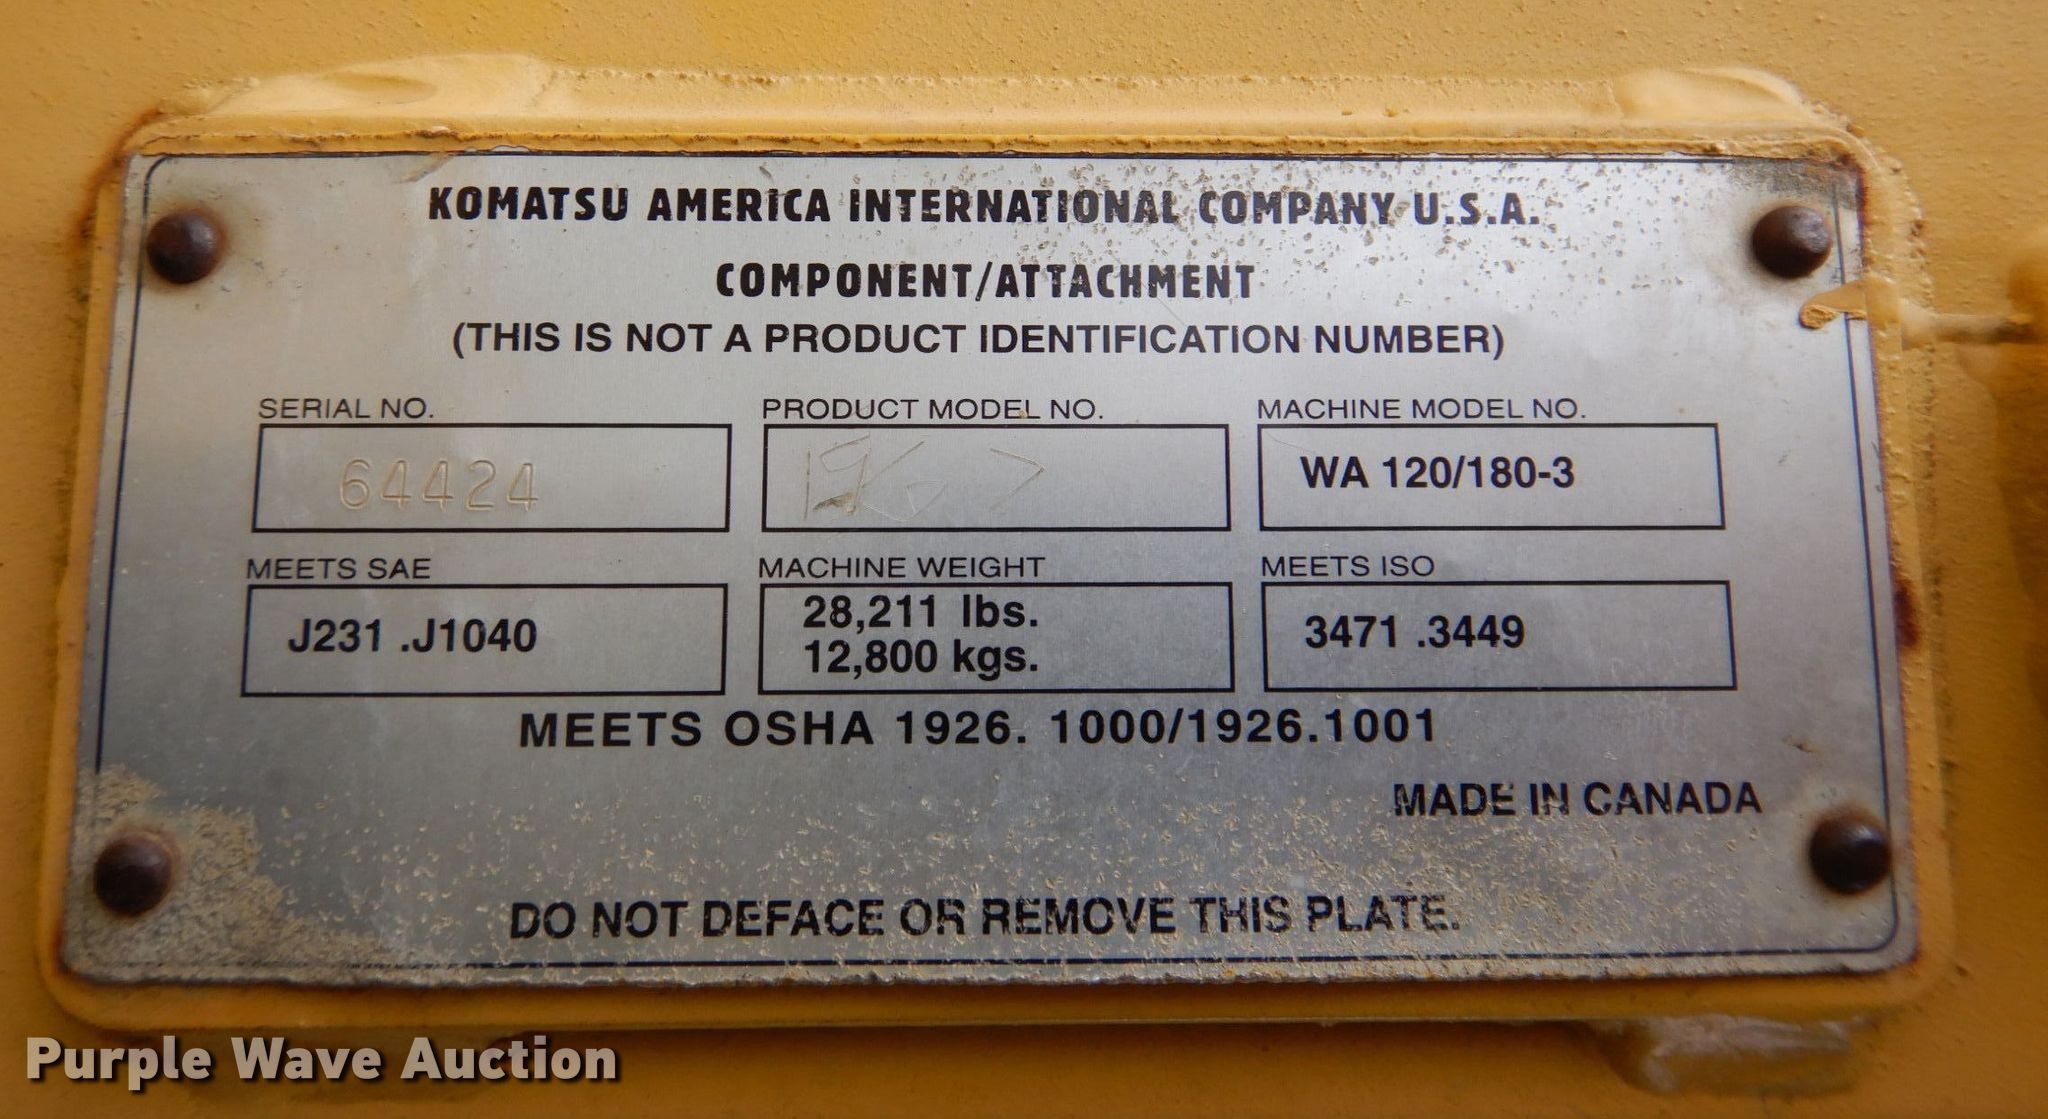 KOMATSU AMERICA INTERNATIONAL COMPANY U.S.A.
COMPONENT/ATTACHMENT
(THIS IS NOT A PRODUCT IDENTIFICATION NUMBER)
SERIAL NO. PRODUCT MODEL NO. MACHINE MODEL NO.
64424 WA 120/180-3
MEETS SAE MACHINE WEIGHT MEETS ISO
J231 .J1040 28,211 lbs. 3471 .3449
12,800 kgs.
MEETS OSHA 1926. 1000/1926.1001
MADE IN CANADA
DO NOT DEFACE OR REMOVE THIS PLATE.
Purple Wave Auction